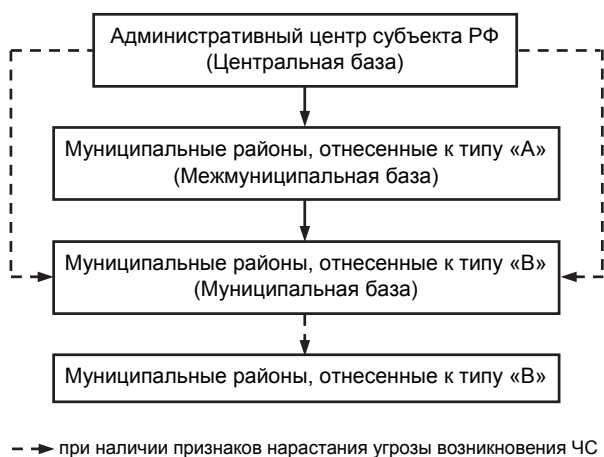 Административный центр субъекта РФ
(Центральная база)
Муниципальные районы, отнесенные к типу «А»
(Межмуниципальная база)
Муниципальные районы, отнесенные к типу «В»
(Муниципальная база)
Муниципальные районы, отнесенные к типу «В»
при наличии признаков нарастания угрозы возникновения ЧС